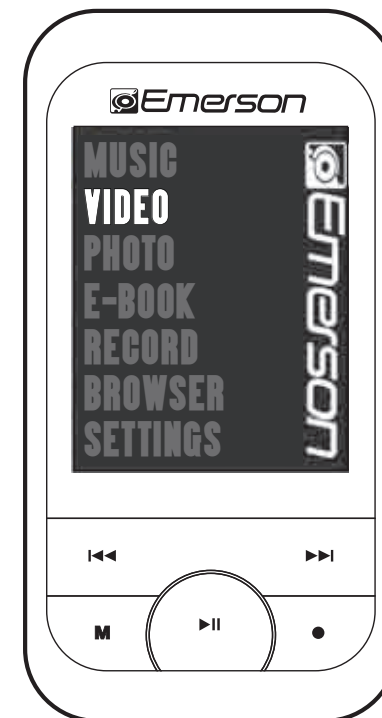 Emerson
MUSIC
VIDEO
PHOTO
E-BOOK
RECORD
BROWSER
SETTINGS
Emerson
M